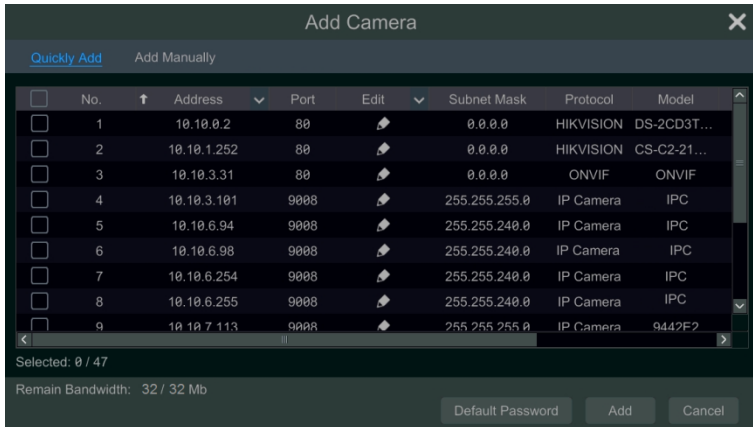 Add Camera
Quickly Add Add Manually
No. Address Port Edit Subnet Mask Protocol Model
1 10.10.0.2 80 0.0.0.0 HIKVISION DS-2CD3T...
2 10.10.1.252 80 0.0.0.0 HIKVISION CS-C2-21...
3 10.10.3.31 80 0.0.0.0 ONVIF ONVIF
4 10.10.3.101 9008 255.255.255.0 IP Camera IPC
5 10.10.6.94 9008 255.255.240.0 IP Camera IPC
6 10.10.6.98 9008 255.255.240.0 IP Camera IPC
7 10.10.6.254 9008 255.255.240.0 IP Camera IPC
8 10.10.6.255 9008 255.255.240.0 IP Camera IPC
9 10.10.7.113 9008 255.255.255.0 IP Camera 9442E2
Selected: 0 / 47
Remain Bandwidth: 32 / 32 Mb
Default Password Add Cancel